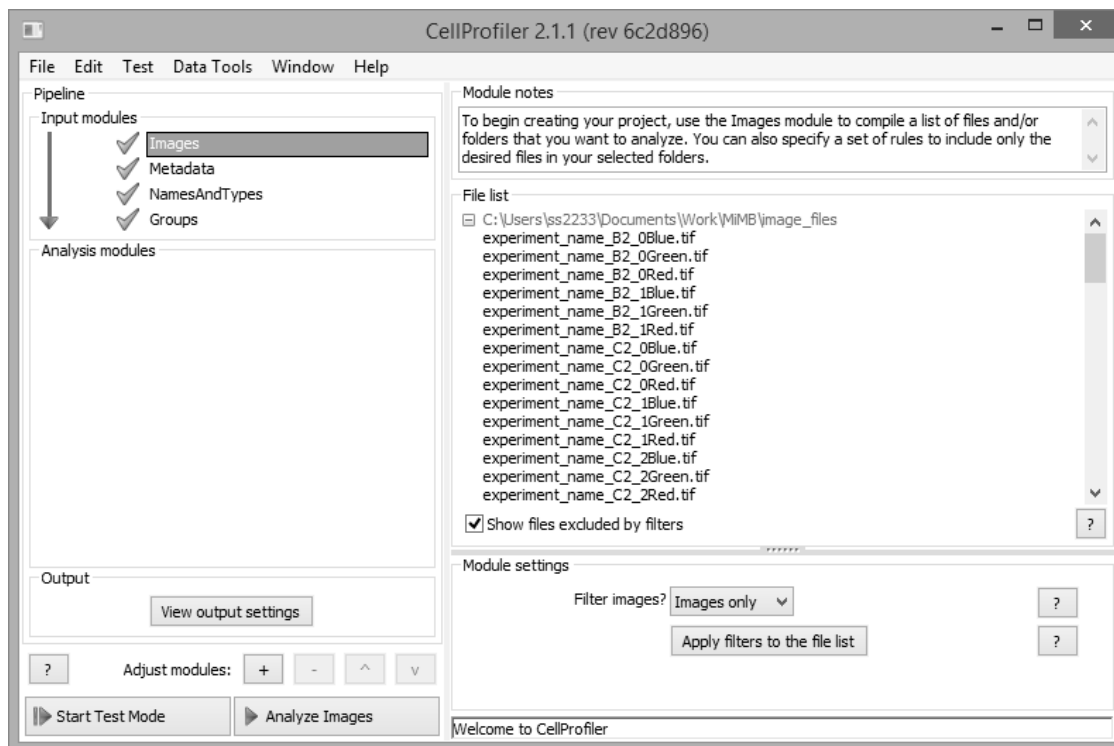 CellProfiler 2.1.1 (rev 6c2d896)
File Edit Test Data Tools Window Help
Pipeline
Input modules
Images
Metadata
NamesAndTypes
Groups
Analysis modules
Output
View output settings
? Adjust modules: + - ^ v
Start Test Mode Analyze Images
Module notes
To begin creating your project, use the Images module to compile a list of files and/or
folders that you want to analyze. You can also specify a set of rules to include only the
desired files in your selected folders.
File list
C:\Users\ss2233\Documents\Work\MiMB\image_files
experiment_name_B2_0Blue.tif
experiment_name_B2_0Green.tif
experiment_name_B2_0Red.tif
experiment_name_B2_1Blue.tif
experiment_name_B2_1Green.tif
experiment_name_B2_1Red.tif
experiment_name_C2_0Blue.tif
experiment_name_C2_0Green.tif
experiment_name_C2_0Red.tif
experiment_name_C2_1Blue.tif
experiment_name_C2_1Green.tif
experiment_name_C2_1Red.tif
experiment_name_C2_2Blue.tif
experiment_name_C2_2Green.tif
experiment_name_C2_2Red.tif
Show files excluded by filters ?
Module settings
Filter images? Images only ?
Apply filters to the file list ?
Welcome to CellProfiler